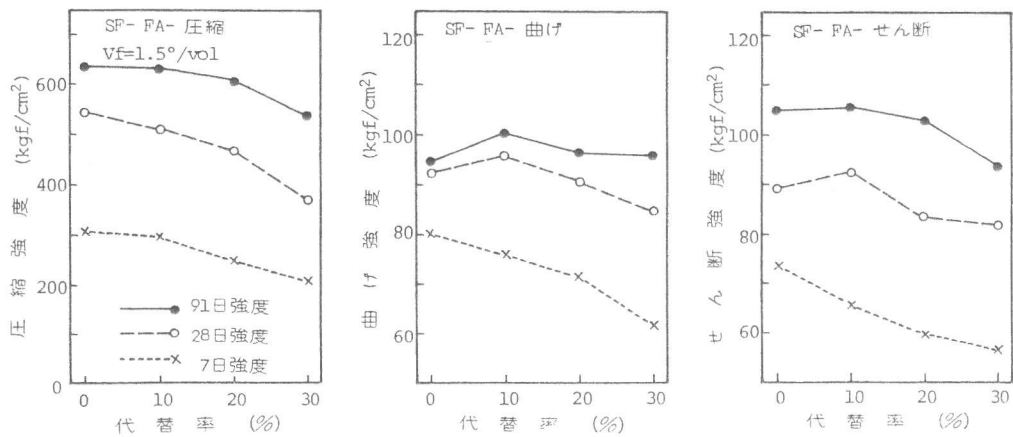 SF- FA- 圧縮
Vf=1.5°/vol
圧縮強度 (kgf/cm²)
600
400
200
0
91日強度
28日強度
7日強度
0 10 20 30
代替率 (%)
SF- FA- 曲げ
曲げ強度 (kgf/cm²)
120
100
80
60
0 10 20 30
代替率 (%)
SF- FA- せん断
せん断強度 (kgf/cm²)
120
100
80
60
0 10 20 30
代替率 (%)